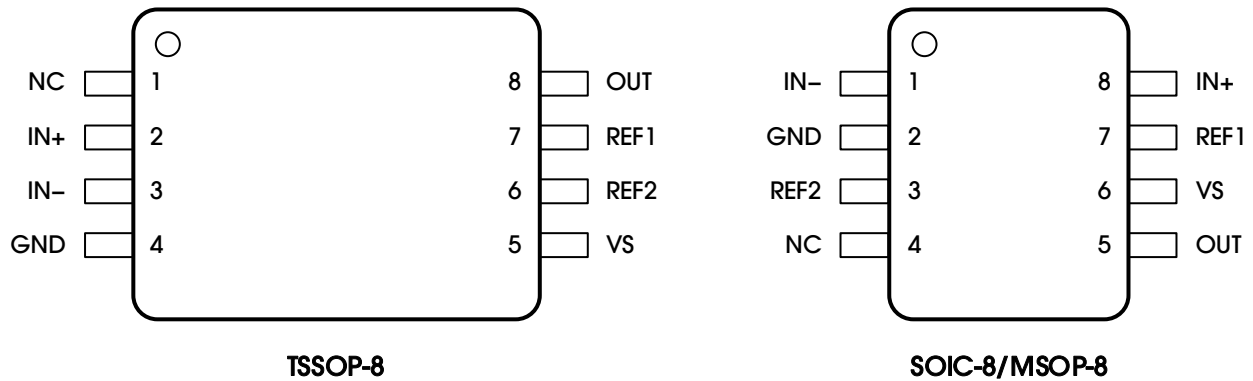 NC 1 8 OUT
IN+ 2 7 REF1
IN− 3 6 REF2
GND 4 5 VS
TSSOP-8
IN− 1 8 IN+
GND 2 7 REF1
REF2 3 6 VS
NC 4 5 OUT
SOIC-8/MSOP-8